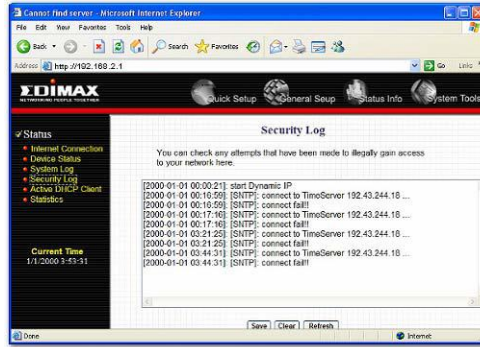 Cannot find server - Microsoft Internet Explorer
File Edit View Favorites Tools Help
Back Search Favorites
Address http://192.168.2.1 Go Links
EDIMAX
NETWORKING PEOPLE TOGETHER
Quick Setup General Seup Status Info System Tools
Status
Internet Connection
Device Status
System Log
Security Log
Active DHCP Client
Statistics
Current Time
1/1/2000 3:53:31
Security Log
You can check any attempts that have been made to illegally gain access
to your network here.
[2000-01-01 00:00:21]: start Dynamic IP
[2000-01-01 00:16:59]: [SNTP]: connect to TimeServer 192.43.244.18 ...
[2000-01-01 00:16:59]: [SNTP]: connect fail!!
[2000-01-01 00:17:16]: [SNTP]: connect to TimeServer 192.43.244.18 ...
[2000-01-01 00:17:16]: [SNTP]: connect fail!!
[2000-01-01 03:21:25]: [SNTP]: connect to TimeServer 192.43.244.18 ...
[2000-01-01 03:21:25]: [SNTP]: connect fail!!
[2000-01-01 03:44:31]: [SNTP]: connect to TimeServer 192.43.244.18 ...
[2000-01-01 03:44:31]: [SNTP]: connect fail!!
Save Clear Refresh
Done Internet